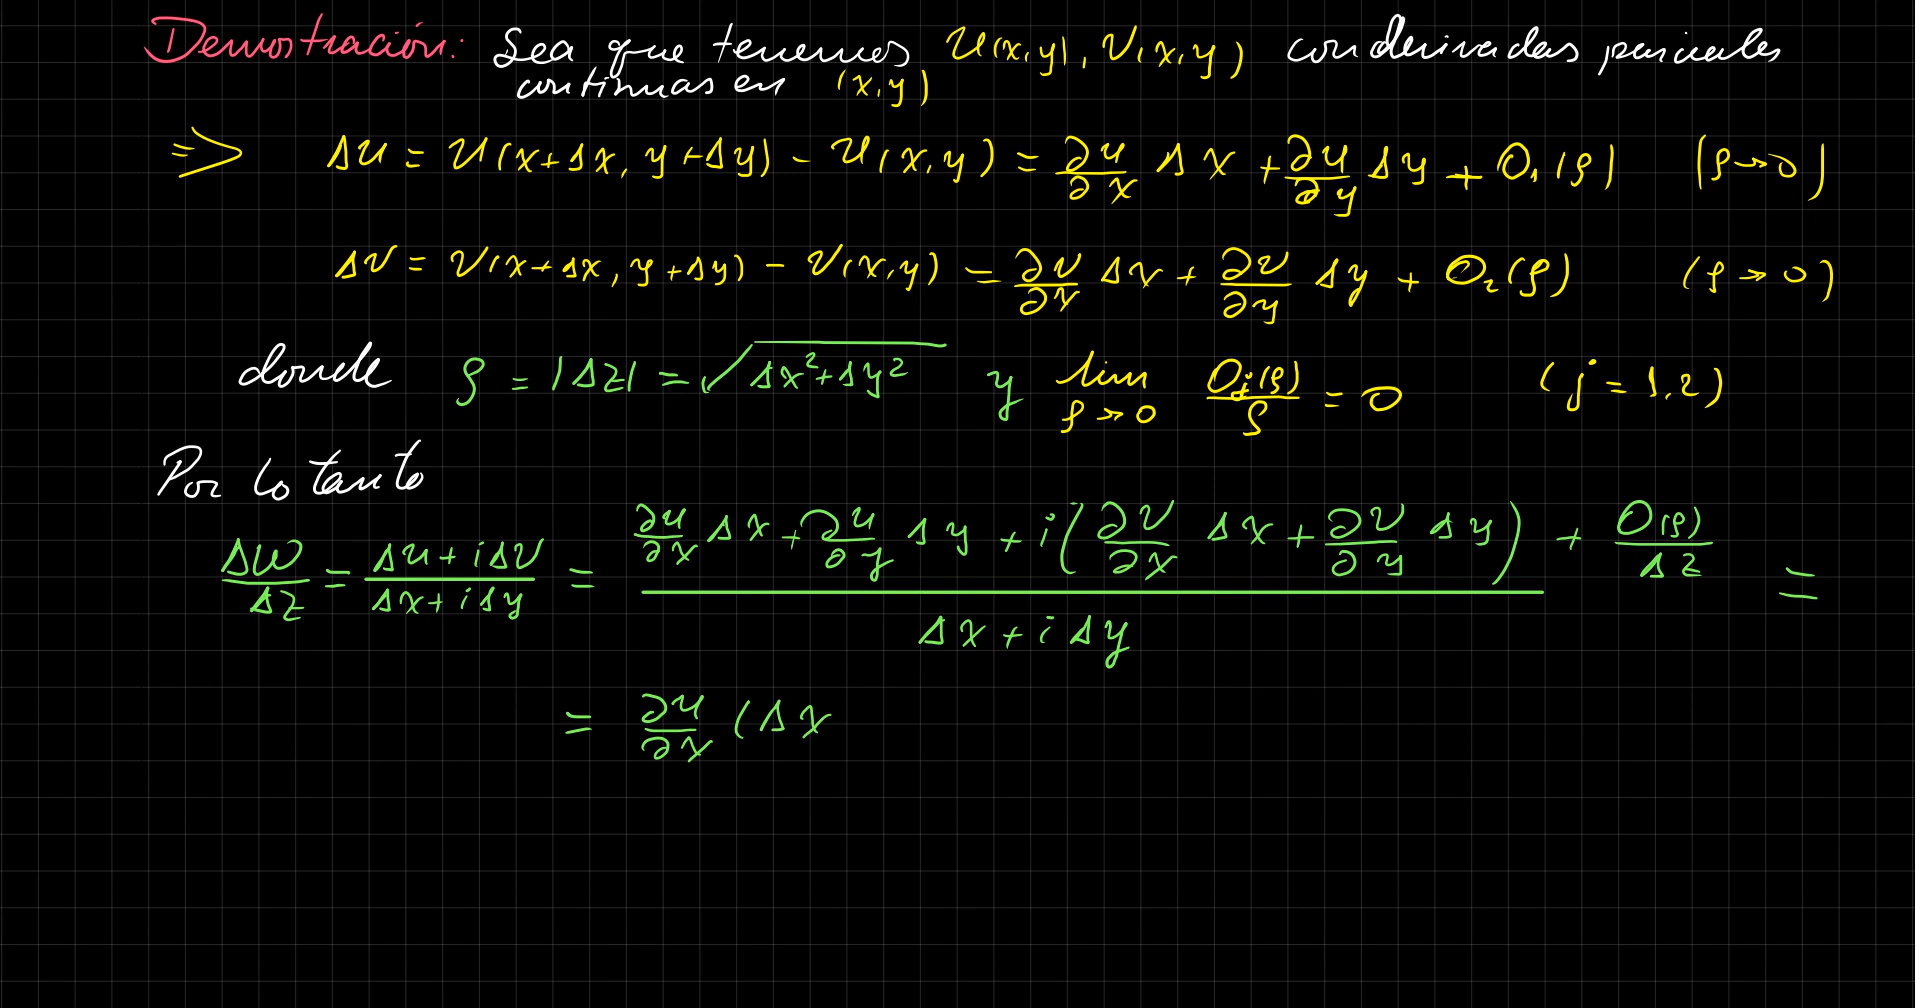 Demostración: Sea que tenemos U(x,y), V(x,y) con derivadas parciales
continuas en (x,y)
=> Δu = U(x+Δx, y+Δy) - U(x,y) = ∂u/∂x Δx + ∂u/∂y Δy + O₁(ρ) (ρ→0)
Δv = V(x+Δx, y+Δy) - V(x,y) = ∂v/∂x Δx + ∂v/∂y Δy + O₂(ρ) (ρ→0)
donde ρ = |Δz| = √(Δx²+Δy²) y lim ρ→0 Oj(ρ)/ρ = 0 (j = 1,2)
Por lo tanto
Δw/Δz = (Δu+iΔv)/(Δx+iΔy) = (∂u/∂x Δx + ∂u/∂y Δy + i(∂v/∂x Δx + ∂v/∂y Δy))/(Δx+iΔy) + O(ρ)/Δz =
= ∂u/∂x (Δx